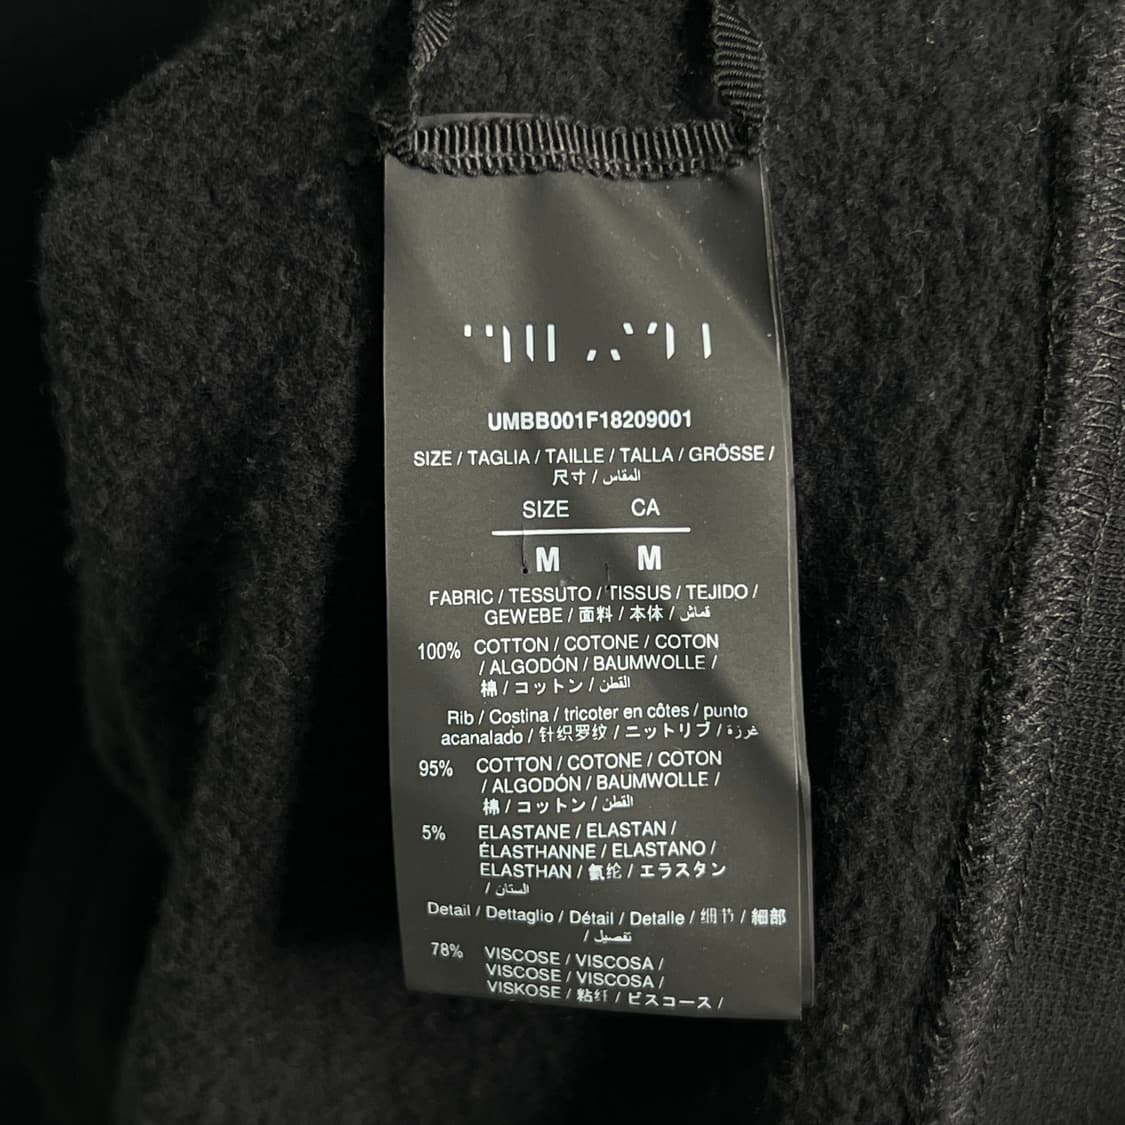 UMBB001F18209001
SIZE / TAGLIA / TAILLE / TALLA / GRÖSSE /
尺寸 / المقاس
SIZE CA
M M
FABRIC / TESSUTO / TISSUS / TEJIDO /
GEWEBE / 面料 / 本体 / قماش
100% COTTON / COTONE / COTON
/ ALGODÓN / BAUMWOLLE /
棉 / コットン / القطن
Rib / Costina / tricoter en côtes / punto
acanalado / 针织罗纹 / ニットリブ / غرزة
95% COTTON / COTONE / COTON
/ ALGODÓN / BAUMWOLLE /
棉 / コットン / القطن
5% ELASTANE / ELASTAN /
ÉLASTHANNE / ELASTANO /
ELASTHAN / 氨纶 / エラスタン
/ الستان
Detail / Dettaglio / Détail / Detalle / 细节 / 細部
/ تفصيل
78% VISCOSE / VISCOSA /
VISCOSE / VISCOSA /
VISKOSE / 粘纤 / ビスコース /